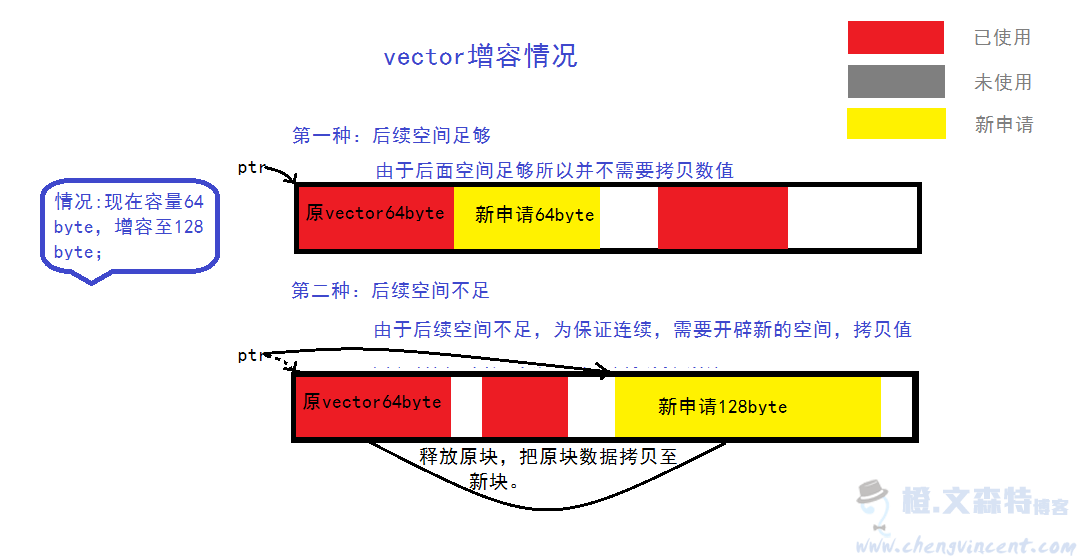 vector增容情况
已使用
未使用
新申请
第一种：后续空间足够
由于后面空间足够所以并不需要拷贝数值
ptr
原vector64byte
新申请64byte
情况:现在容量64
byte，增容至128
byte；
第二种：后续空间不足
由于后续空间不足，为保证连续，需要开辟新的空间，拷贝值
ptr
原vector64byte
新申请128byte
释放原块，把原块数据拷贝至
新块。
橙.文森特博客
www.chengvincent.com